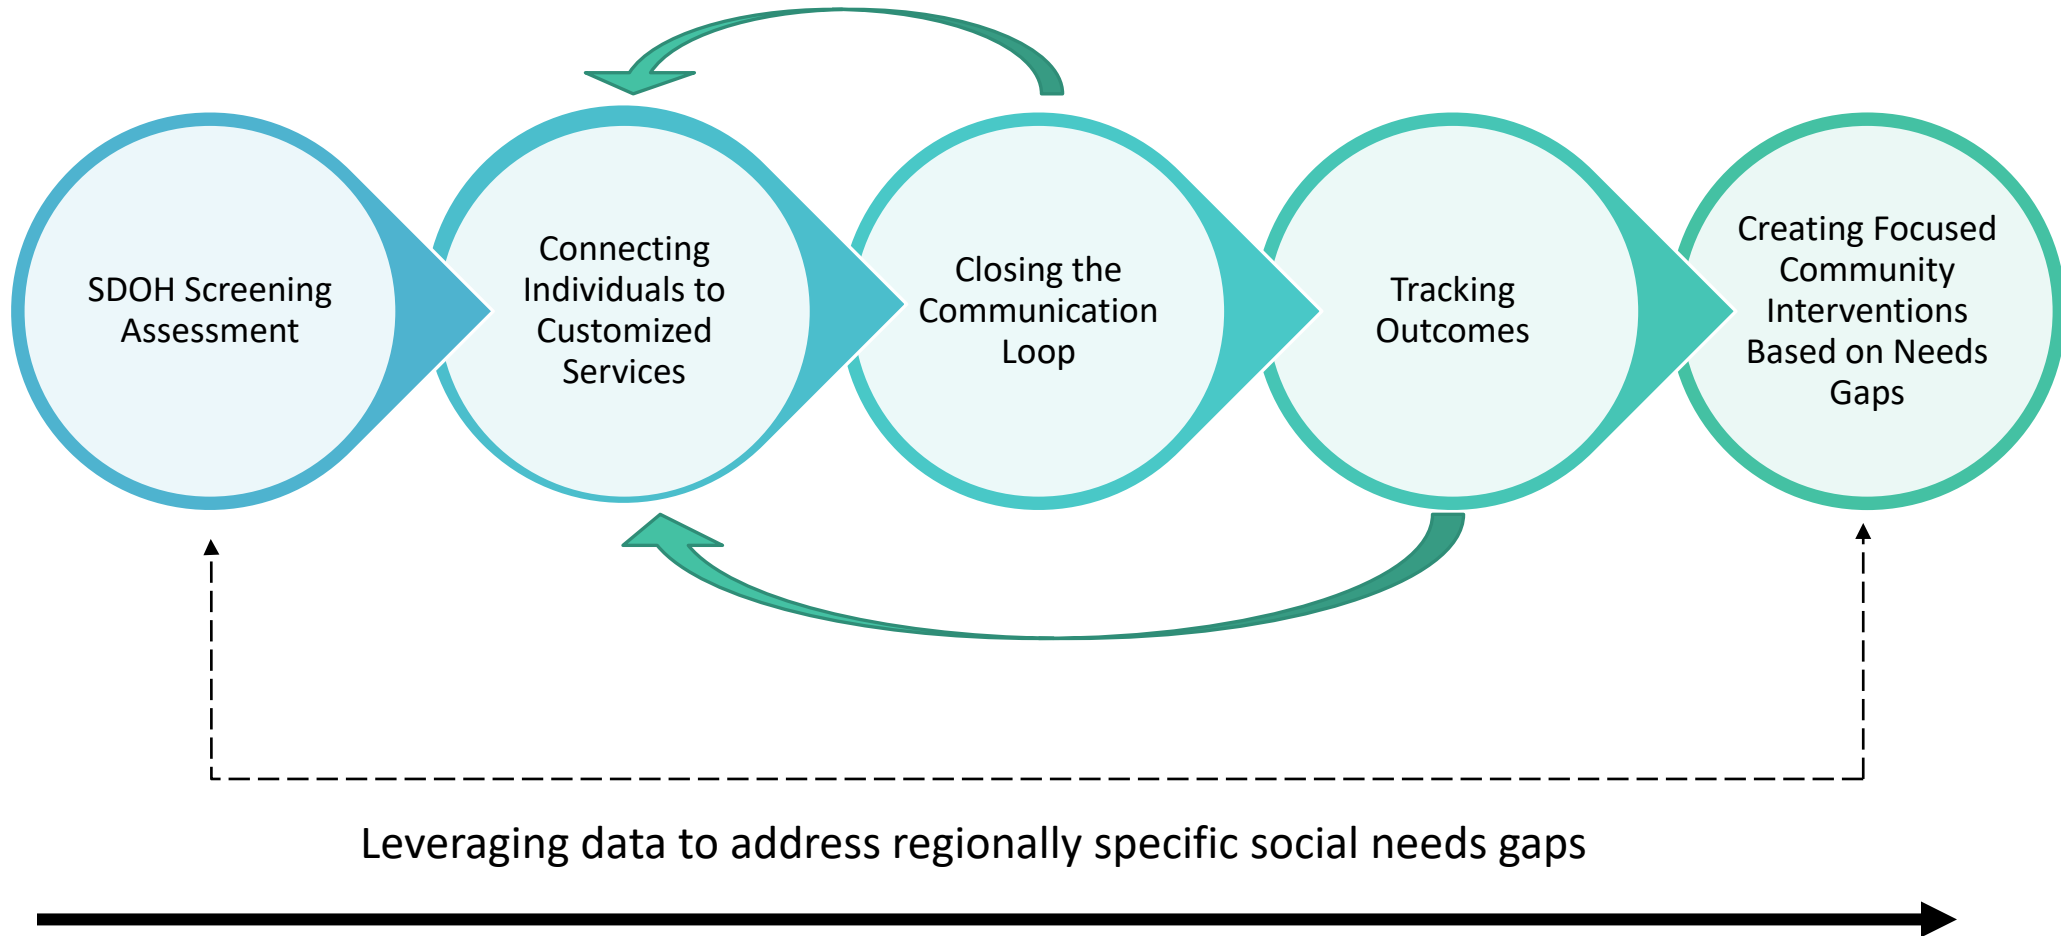 SDOH Screening
Assessment
Connecting
Individuals to
Customized
Services
Closing the
Communication
Loop
Tracking
Outcomes
Creating Focused
Community
Interventions
Based on Needs
Gaps
Leveraging data to address regionally specific social needs gaps